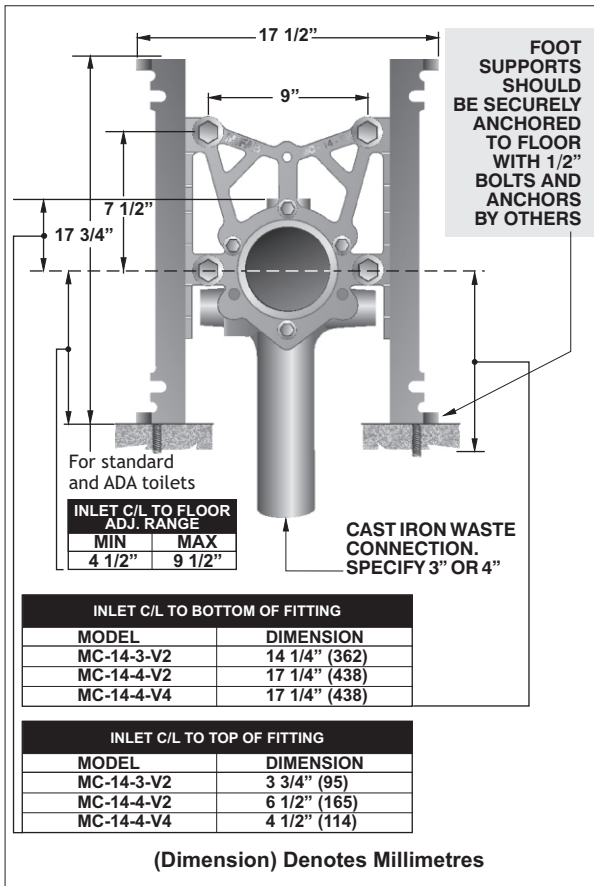 17 1/2”
FOOT
SUPPORTS
SHOULD
BE SECURELY
ANCHORED
TO FLOOR
WITH 1/2”
BOLTS AND
ANCHORS
BY OTHERS
9”
7 1/2”
17 3/4”
For standard
and ADA toilets
INLET C/L TO FLOOR
ADJ. RANGE
MIN MAX
4 1/2” 9 1/2”
CAST IRON WASTE
CONNECTION.
SPECIFY 3” OR 4”
INLET C/L TO BOTTOM OF FITTING
MODEL DIMENSION
MC-14-3-V2 14 1/4” (362)
MC-14-4-V2 17 1/4” (438)
MC-14-4-V4 17 1/4” (438)
INLET C/L TO TOP OF FITTING
MODEL DIMENSION
MC-14-3-V2 3 3/4” (95)
MC-14-4-V2 6 1/2” (165)
MC-14-4-V4 4 1/2” (114)
(Dimension) Denotes Millimetres